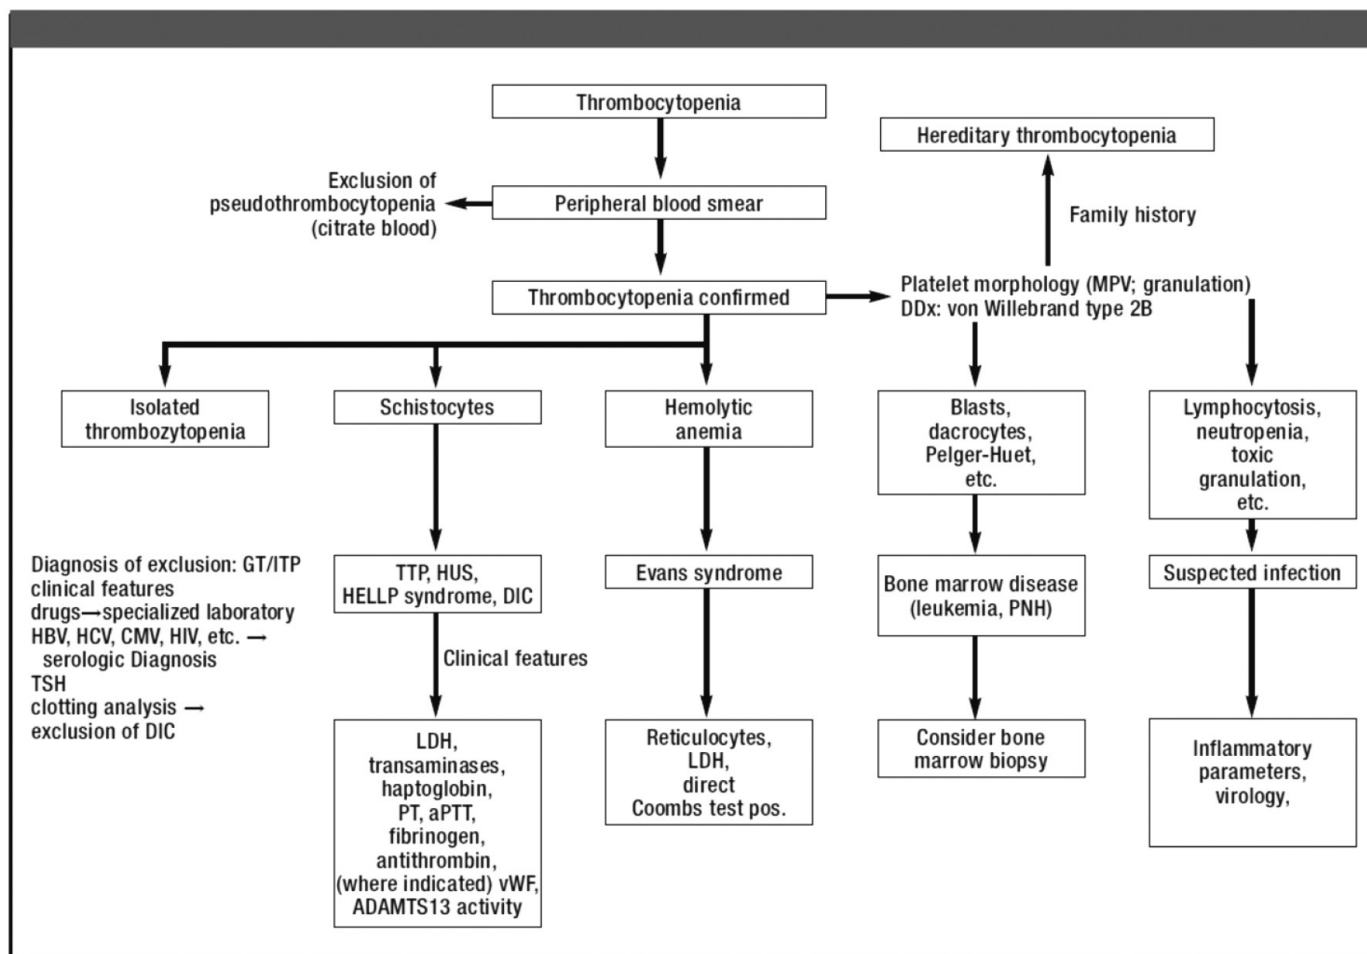 Thrombocytopenia
Hereditary thrombocytopenia
Exclusion of
pseudothrombocytopenia
(citrate blood)
Peripheral blood smear
Family history
Thrombocytopenia confirmed
Platelet morphology (MPV; granulation)
DDx: von Willebrand type 2B
Isolated
thrombozytopenia
Schistocytes
Hemolytic
anemia
Blasts,
dacrocytes,
Pelger-Huet,
etc.
Lymphocytosis,
neutropenia,
toxic
granulation,
etc.
Diagnosis of exclusion: GT/ITP
clinical features
drugs→specialized laboratory
HBV, HCV, CMV, HIV, etc. →
serologic Diagnosis
TSH
clotting analysis →
exclusion of DIC
TTP, HUS,
HELLP syndrome, DIC
Evans syndrome
Bone marrow disease
(leukemia, PNH)
Suspected infection
Clinical features
LDH,
transaminases,
haptoglobin,
PT, aPTT,
fibrinogen,
antithrombin,
(where indicated) vWF,
ADAMTS13 activity
Reticulocytes,
LDH,
direct
Coombs test pos.
Consider bone
marrow biopsy
Inflammatory
parameters,
virology,